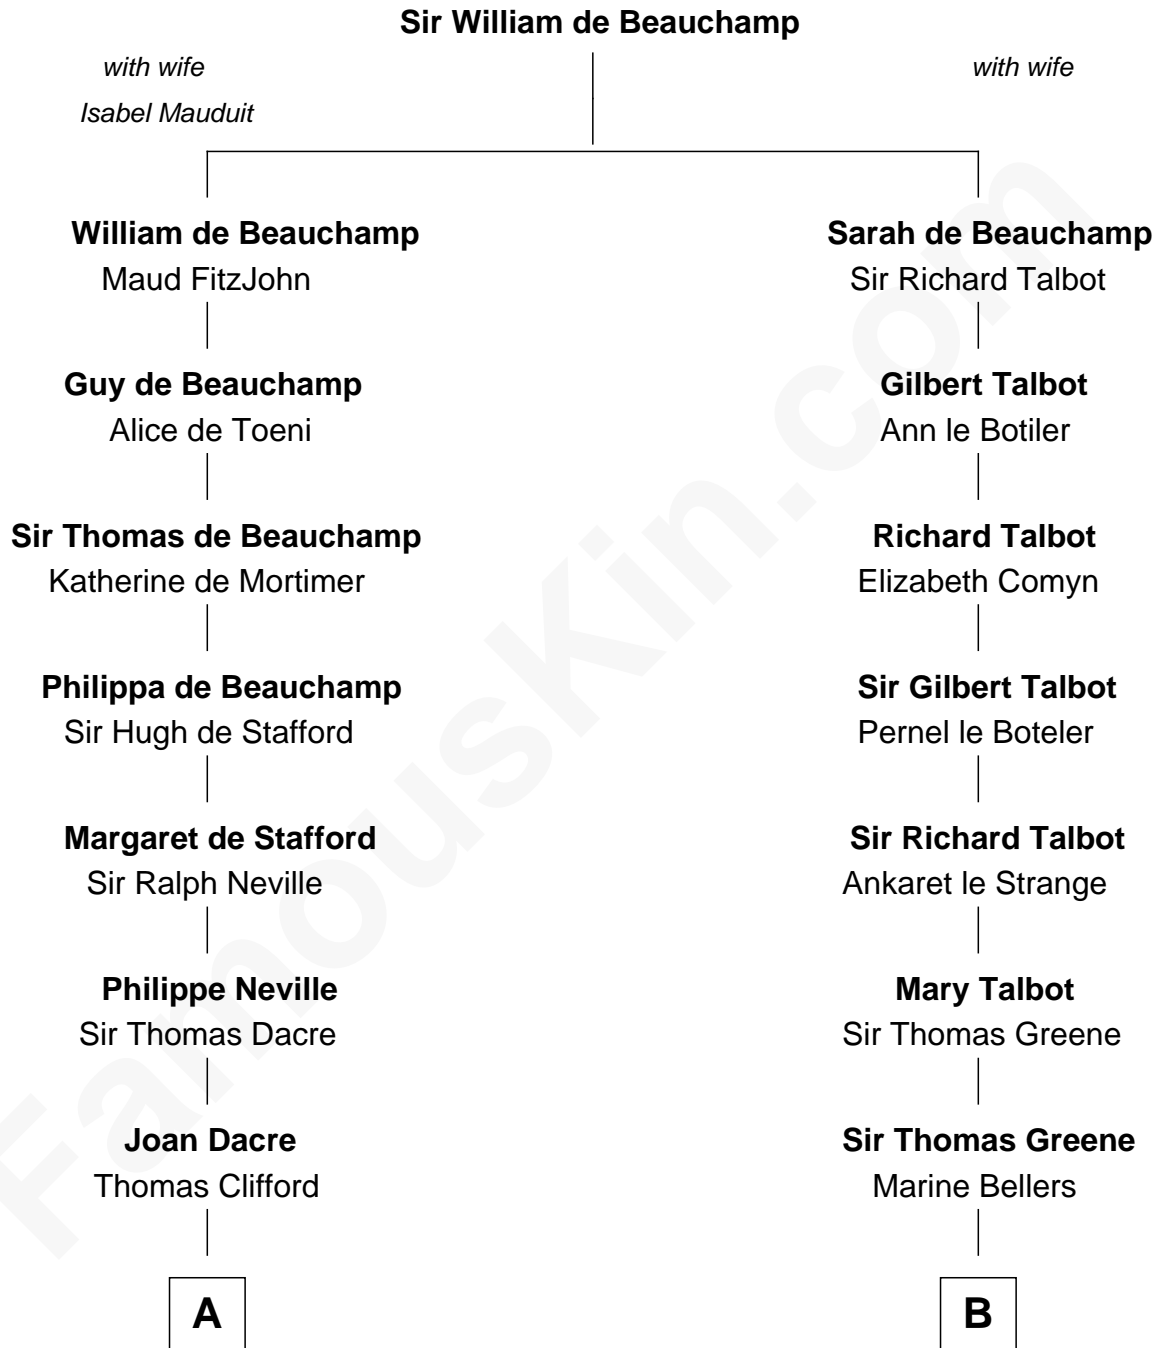 Sir William de Beauchamp
with wife
with wife
Isabel Mauduit
William de Beauchamp
Sarah de Beauchamp
Maud FitzJohn
Sir Richard Talbot
Guy de Beauchamp
Gilbert Talbot
Alice de Toeni
Ann le Botiler
Sir Thomas de Beauchamp
Richard Talbot
Katherine de Mortimer
Elizabeth Comyn
Philippa de Beauchamp
Sir Gilbert Talbot
Sir Hugh de Stafford
Pernel le Boteler
Margaret de Stafford
Sir Richard Talbot
Sir Ralph Neville
Ankaret le Strange
Philippe Neville
Mary Talbot
Sir Thomas Dacre
Sir Thomas Greene
Joan Dacre
Sir Thomas Greene
Thomas Clifford
Marine Bellers
A
B
FamousKin.com